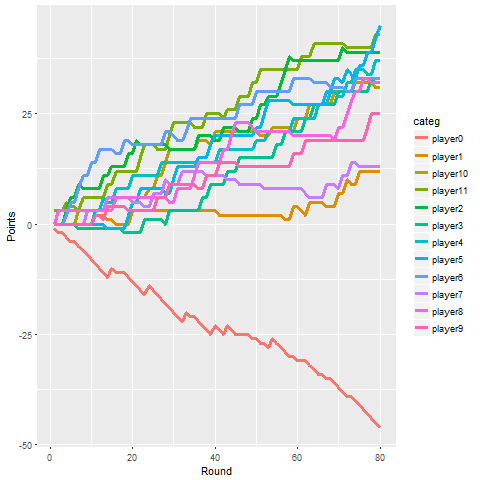 Points
25
0
-25
-50
0
20
40
60
80
Round
categ
player0
player1
player10
player11
player2
player3
player4
player5
player6
player7
player8
player9